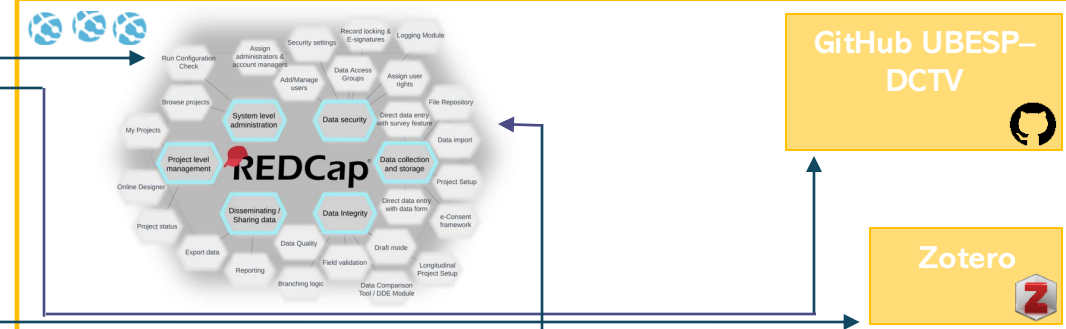 Record locking &
E-signatures
Logging Module
Security settings
Assign
administrators &
account managers
Run Configuration
Check
Data Access
Groups
Assign user
rights
Add/Manage
users
Browse projects
File Repository
System level
administration
Data security
Direct data entry
with survey feature
My Projects
Data import
Project level
management
REDCap
Data collection
and storage
Online Designer
Project Setup
Disseminating /
Sharing data
Data Integrity
Direct data entry
with data form
Project status
e-Consent
framework
Export data
Data Quality
Draft mode
Reporting
Field validation
Longitudinal
Project Setup
Branching logic
Data Comparison
Tool / DDE Module
GitHub UBESP–
DCTV
Zotero
Z